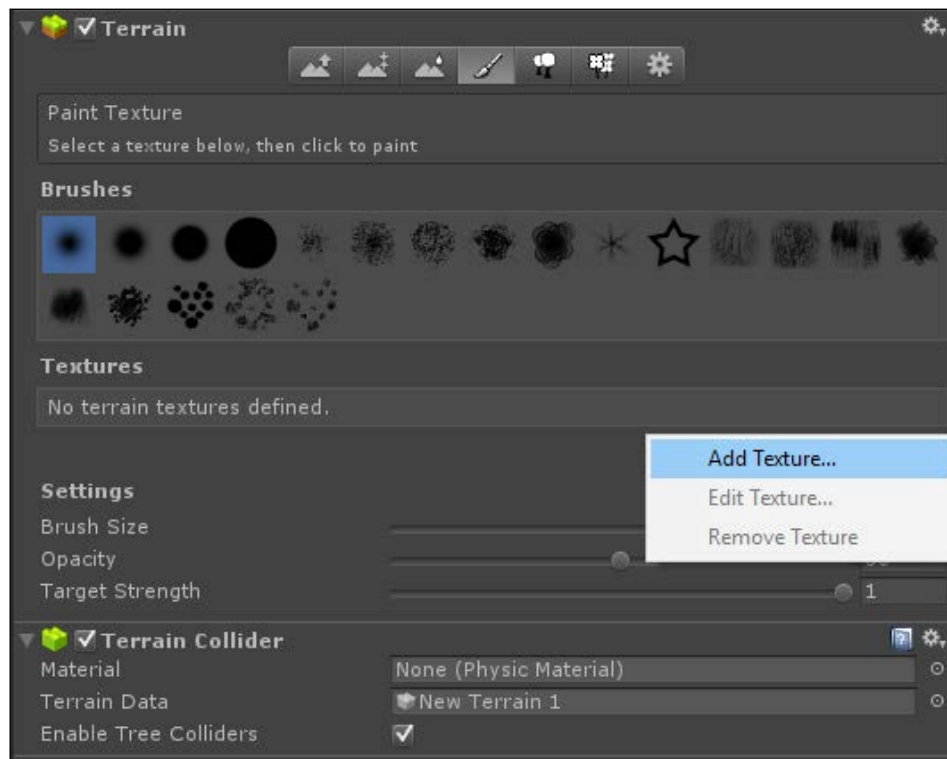 Terrain
Paint Texture
Select a texture below, then click to paint
Brushes
Textures
No terrain textures defined.
Add Texture...
Settings
Edit Texture...
Brush Size
Remove Texture
Opacity
Target Strength 1
Terrain Collider
Material None (Physic Material)
Terrain Data New Terrain 1
Enable Tree Colliders